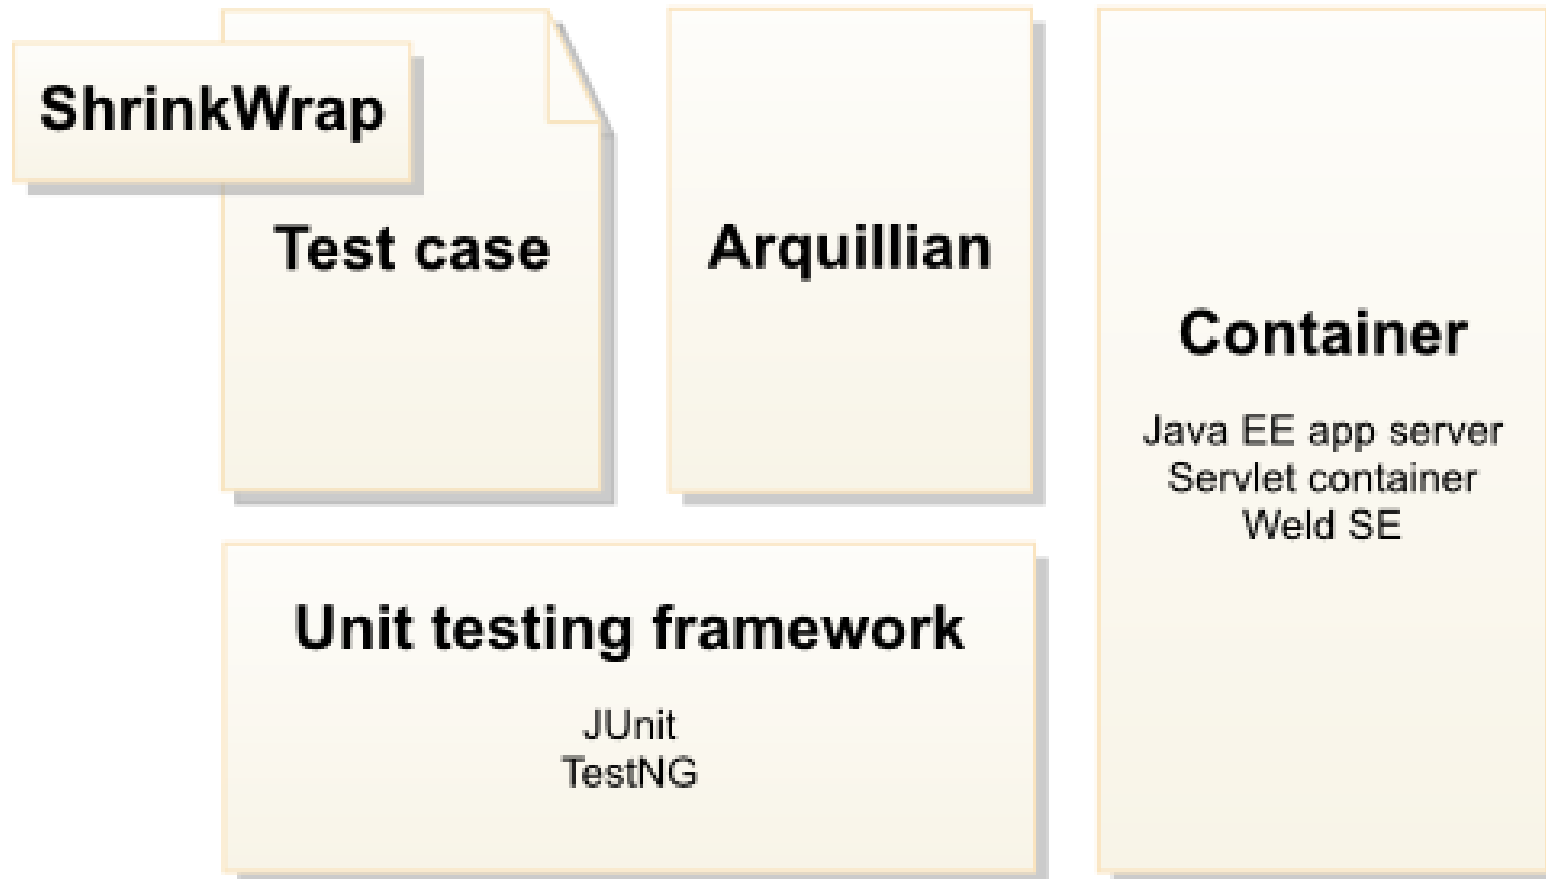 ShrinkWrap
Test case
Arquillian
Container
Java EE app server
Servlet container
Weld SE
Unit testing framework
JUnit
TestNG